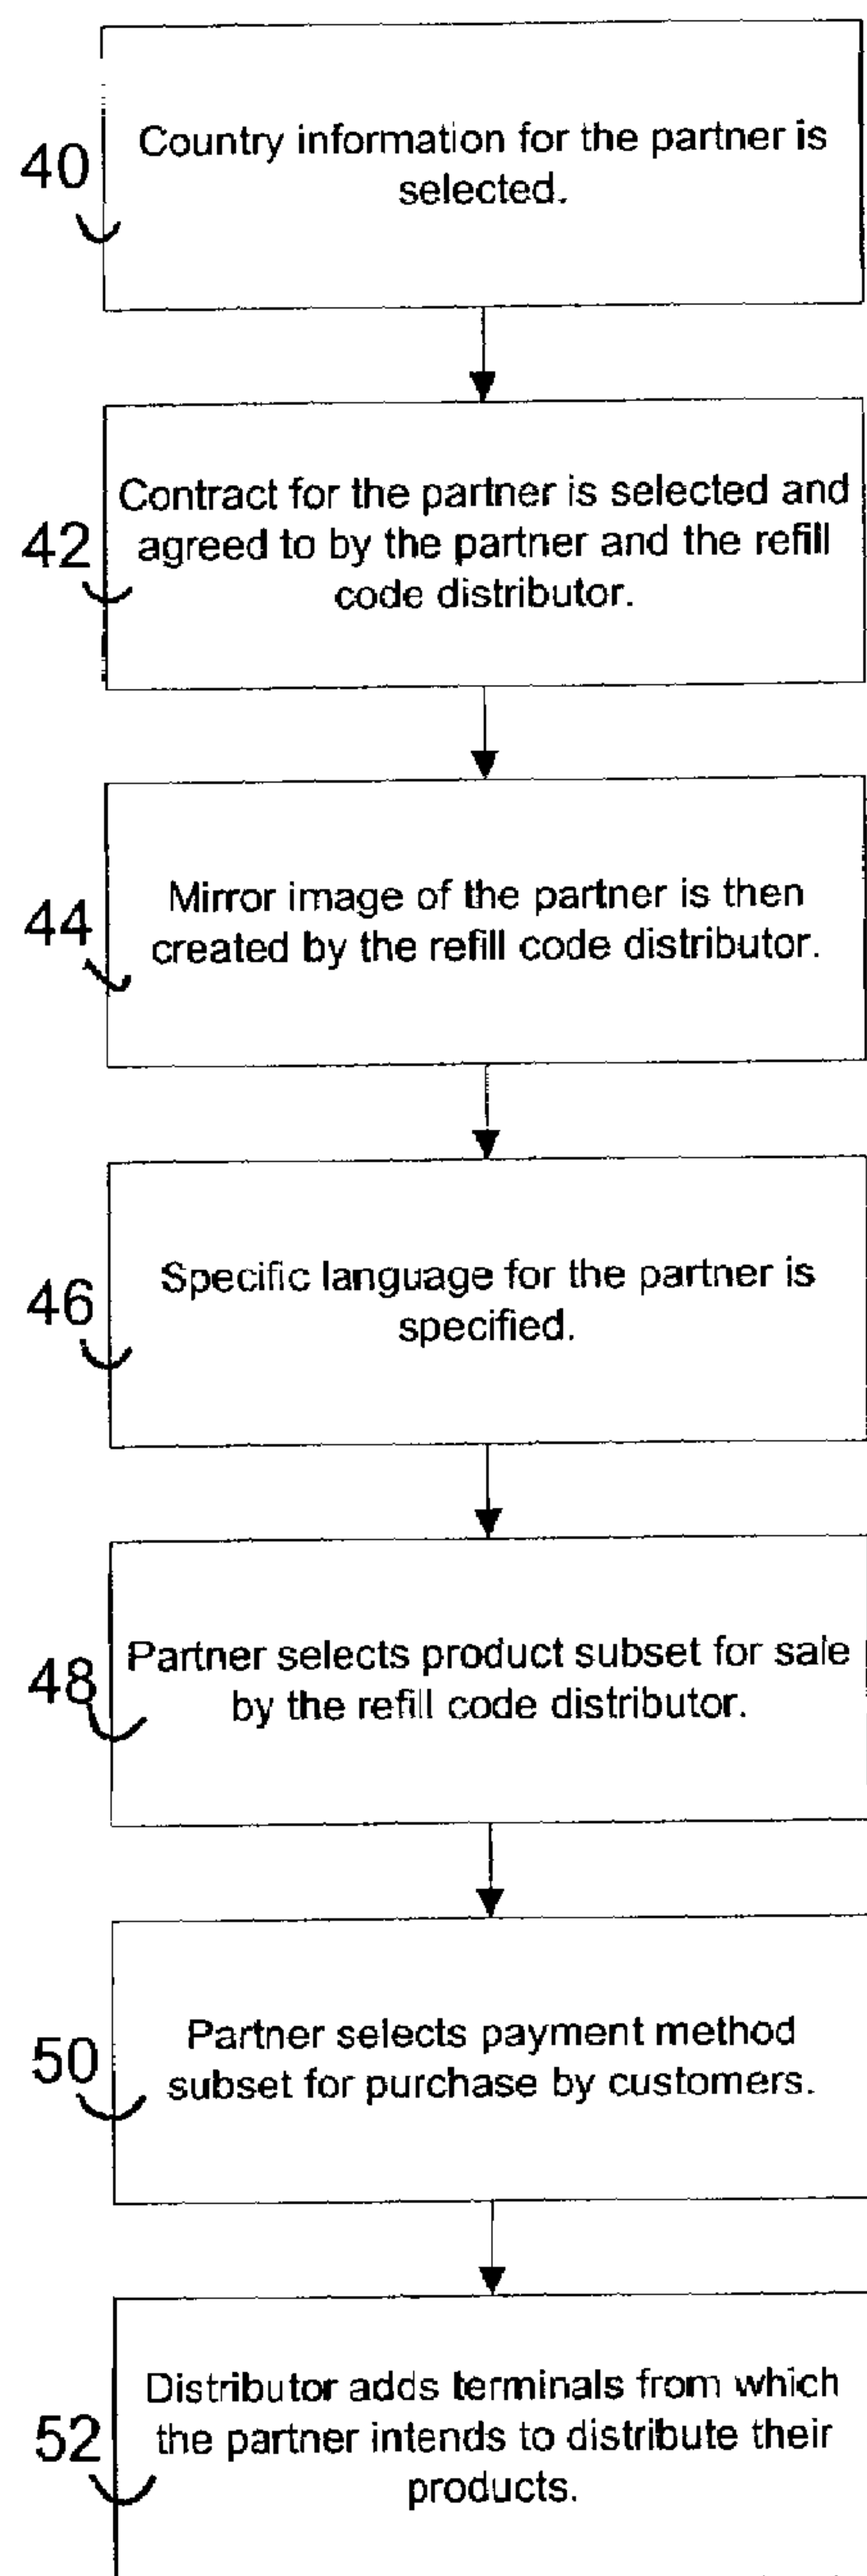 40
Country information for the partner is
selected.
42
Contract for the partner is selected and
agreed to by the partner and the refill
code distributor.
44
Mirror image of the partner is then
created by the refill code distributor.
46
Specific language for the partner is
specified.
48
Partner selects product subset for sale
by the refill code distributor.
50
Partner selects payment method
subset for purchase by customers.
52
Distributor adds terminals from which
the partner intends to distribute their
products.